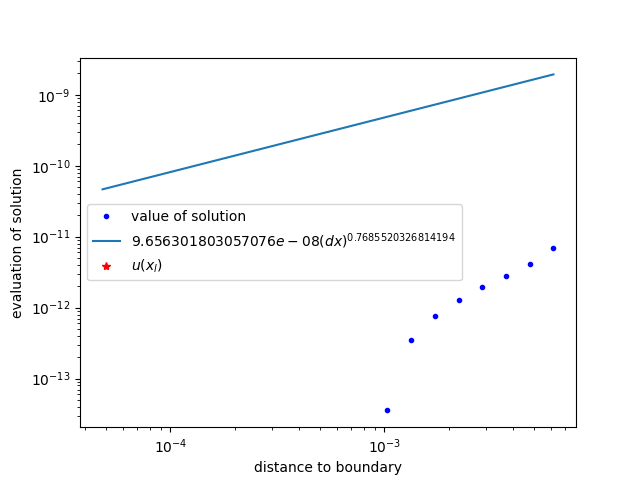 10^{-9}
10^{-10}
10^{-11}
10^{-12}
10^{-13}
evaluation of solution
value of solution
9.656301803057076e − 08(dx)^{0.7685520326814194}
u(x_l)
10^{-4}
10^{-3}
distance to boundary